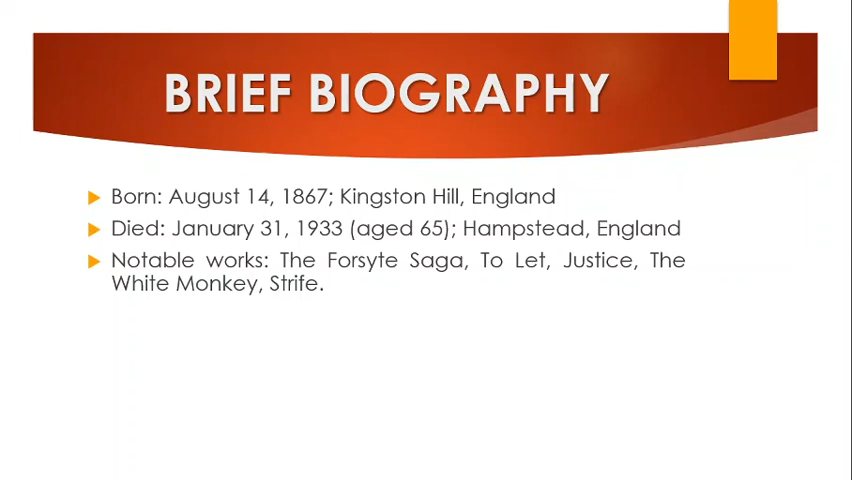 BRIEF BIOGRAPHY
Born: August 14, 1867; Kingston Hill, England
Died: January 31, 1933 (aged 65); Hampstead, England
Notable works: The Forsyte Saga, To Let, Justice, The
White Monkey, Strife.